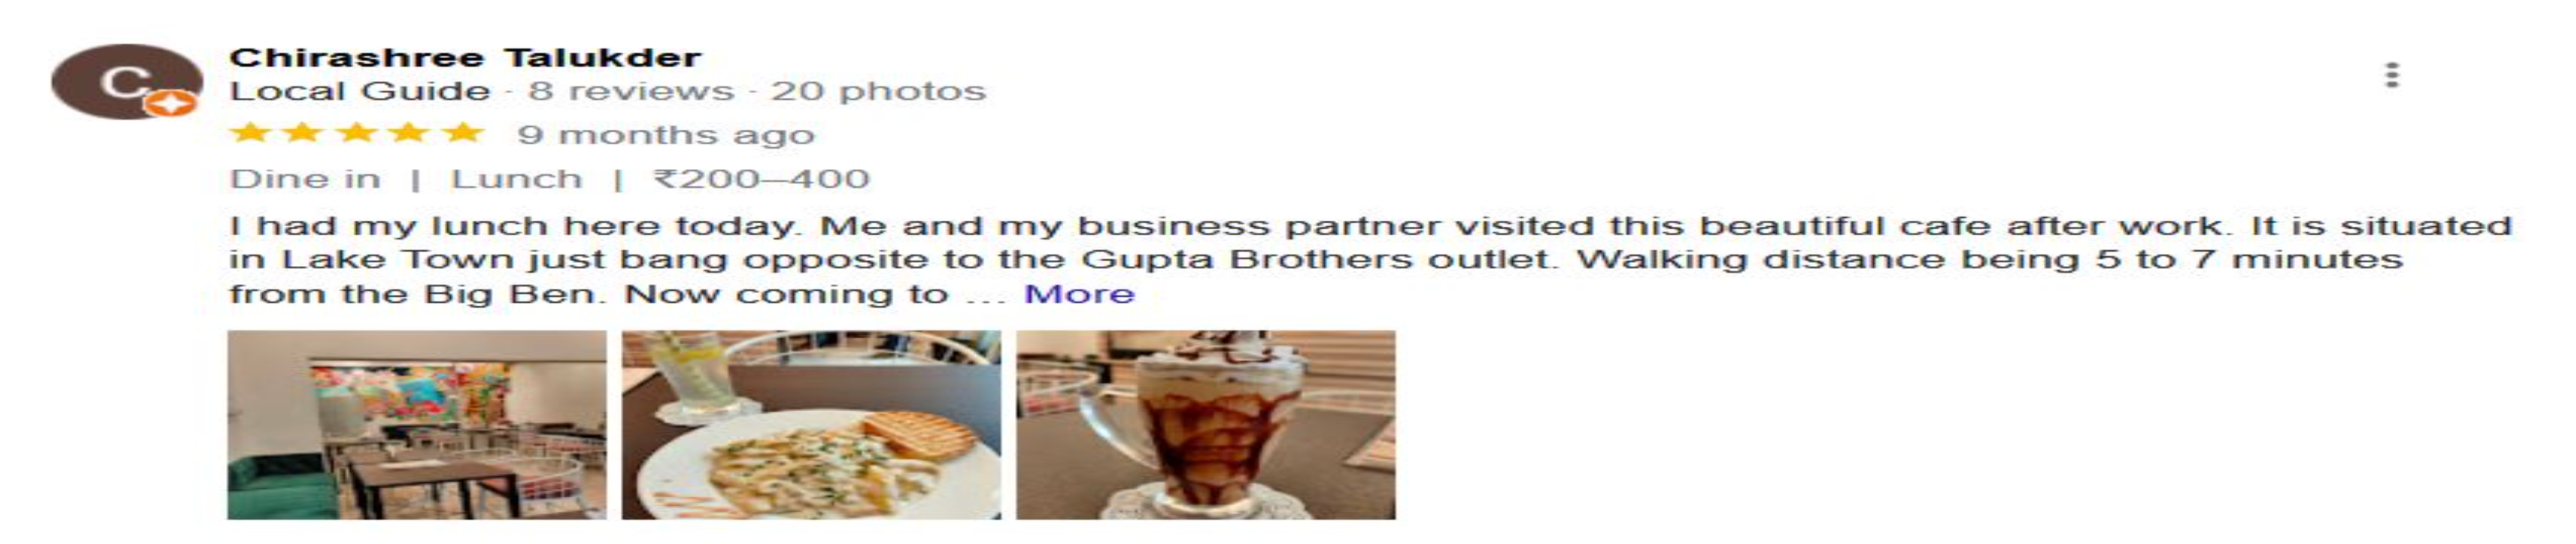 C
Chirashree Talukder
Local Guide · 8 reviews · 20 photos
9 months ago
Dine in | Lunch | ₹200–400
I had my lunch here today. Me and my business partner visited this beautiful cafe after work. It is situated
in Lake Town just bang opposite to the Gupta Brothers outlet. Walking distance being 5 to 7 minutes
from the Big Ben. Now coming to ... More